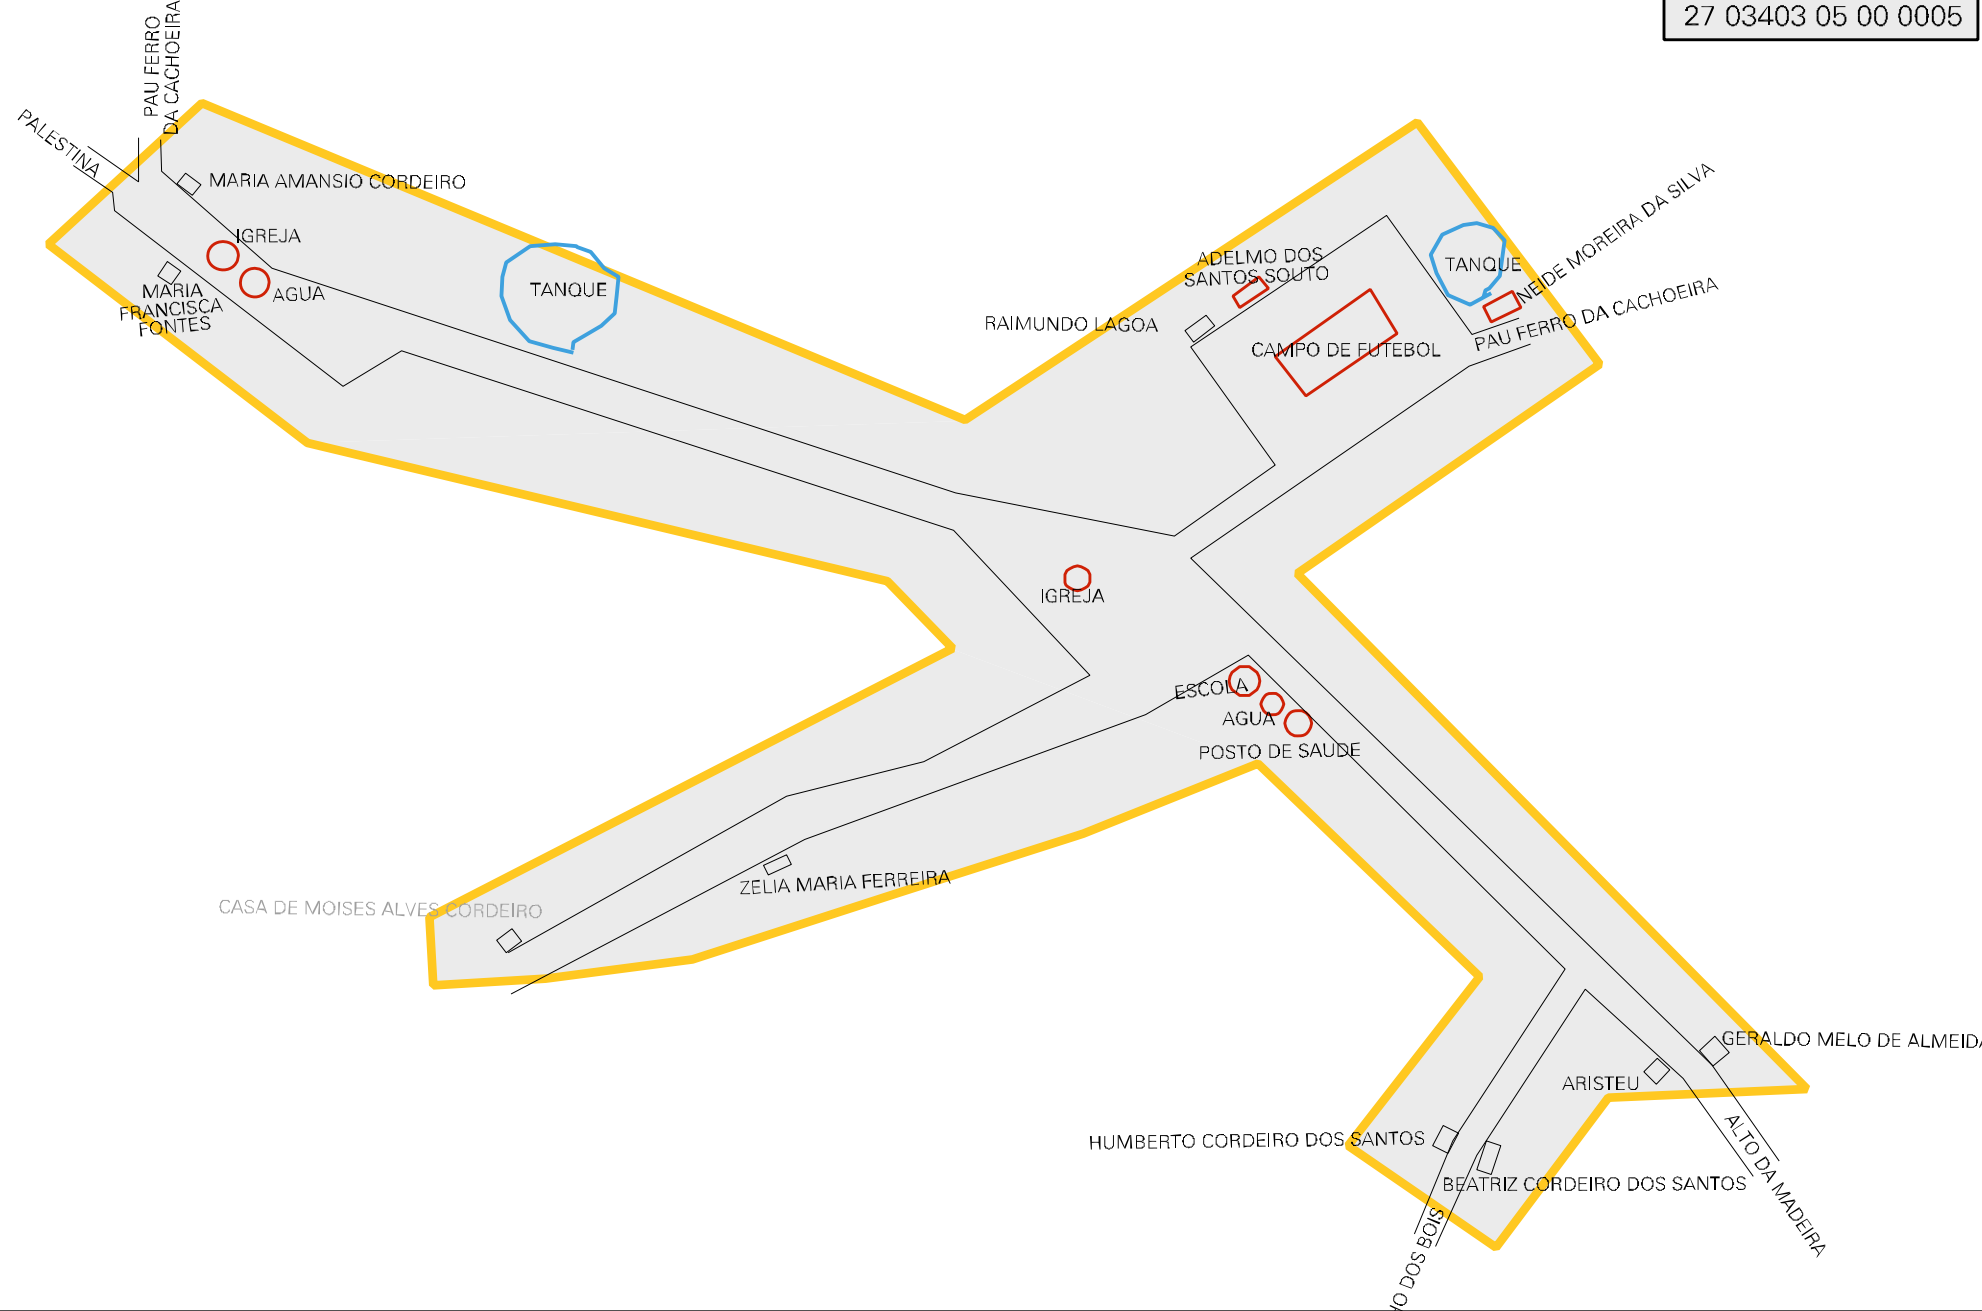 27 03403 05 00 0005
PAU FERRO
DA CACHOEIRA
PALESTINA
MARIA AMANSIO CORDEIRO
IGREJA
AGUA
MARIA
FRANCISCA
FONTES
TANQUE
ADELMO DOS
SANTOS SOUTO
RAIMUNDO LAGOA
CAMPO DE FUTEBOL
TANQUE
NEIDE MOREIRA DA SILVA
PAU FERRO DA CACHOEIRA
IGREJA
ESCOLA
AGUA
POSTO DE SAUDE
ZELIA MARIA FERREIRA
CASA DE MOISES ALVES CORDEIRO
GERALDO MELO DE ALMEIDA
ARISTEU
ALTO DA MADEIRA
HUMBERTO CORDEIRO DOS SANTOS
BEATRIZ CORDEIRO DOS SANTOS
DOS BOIS